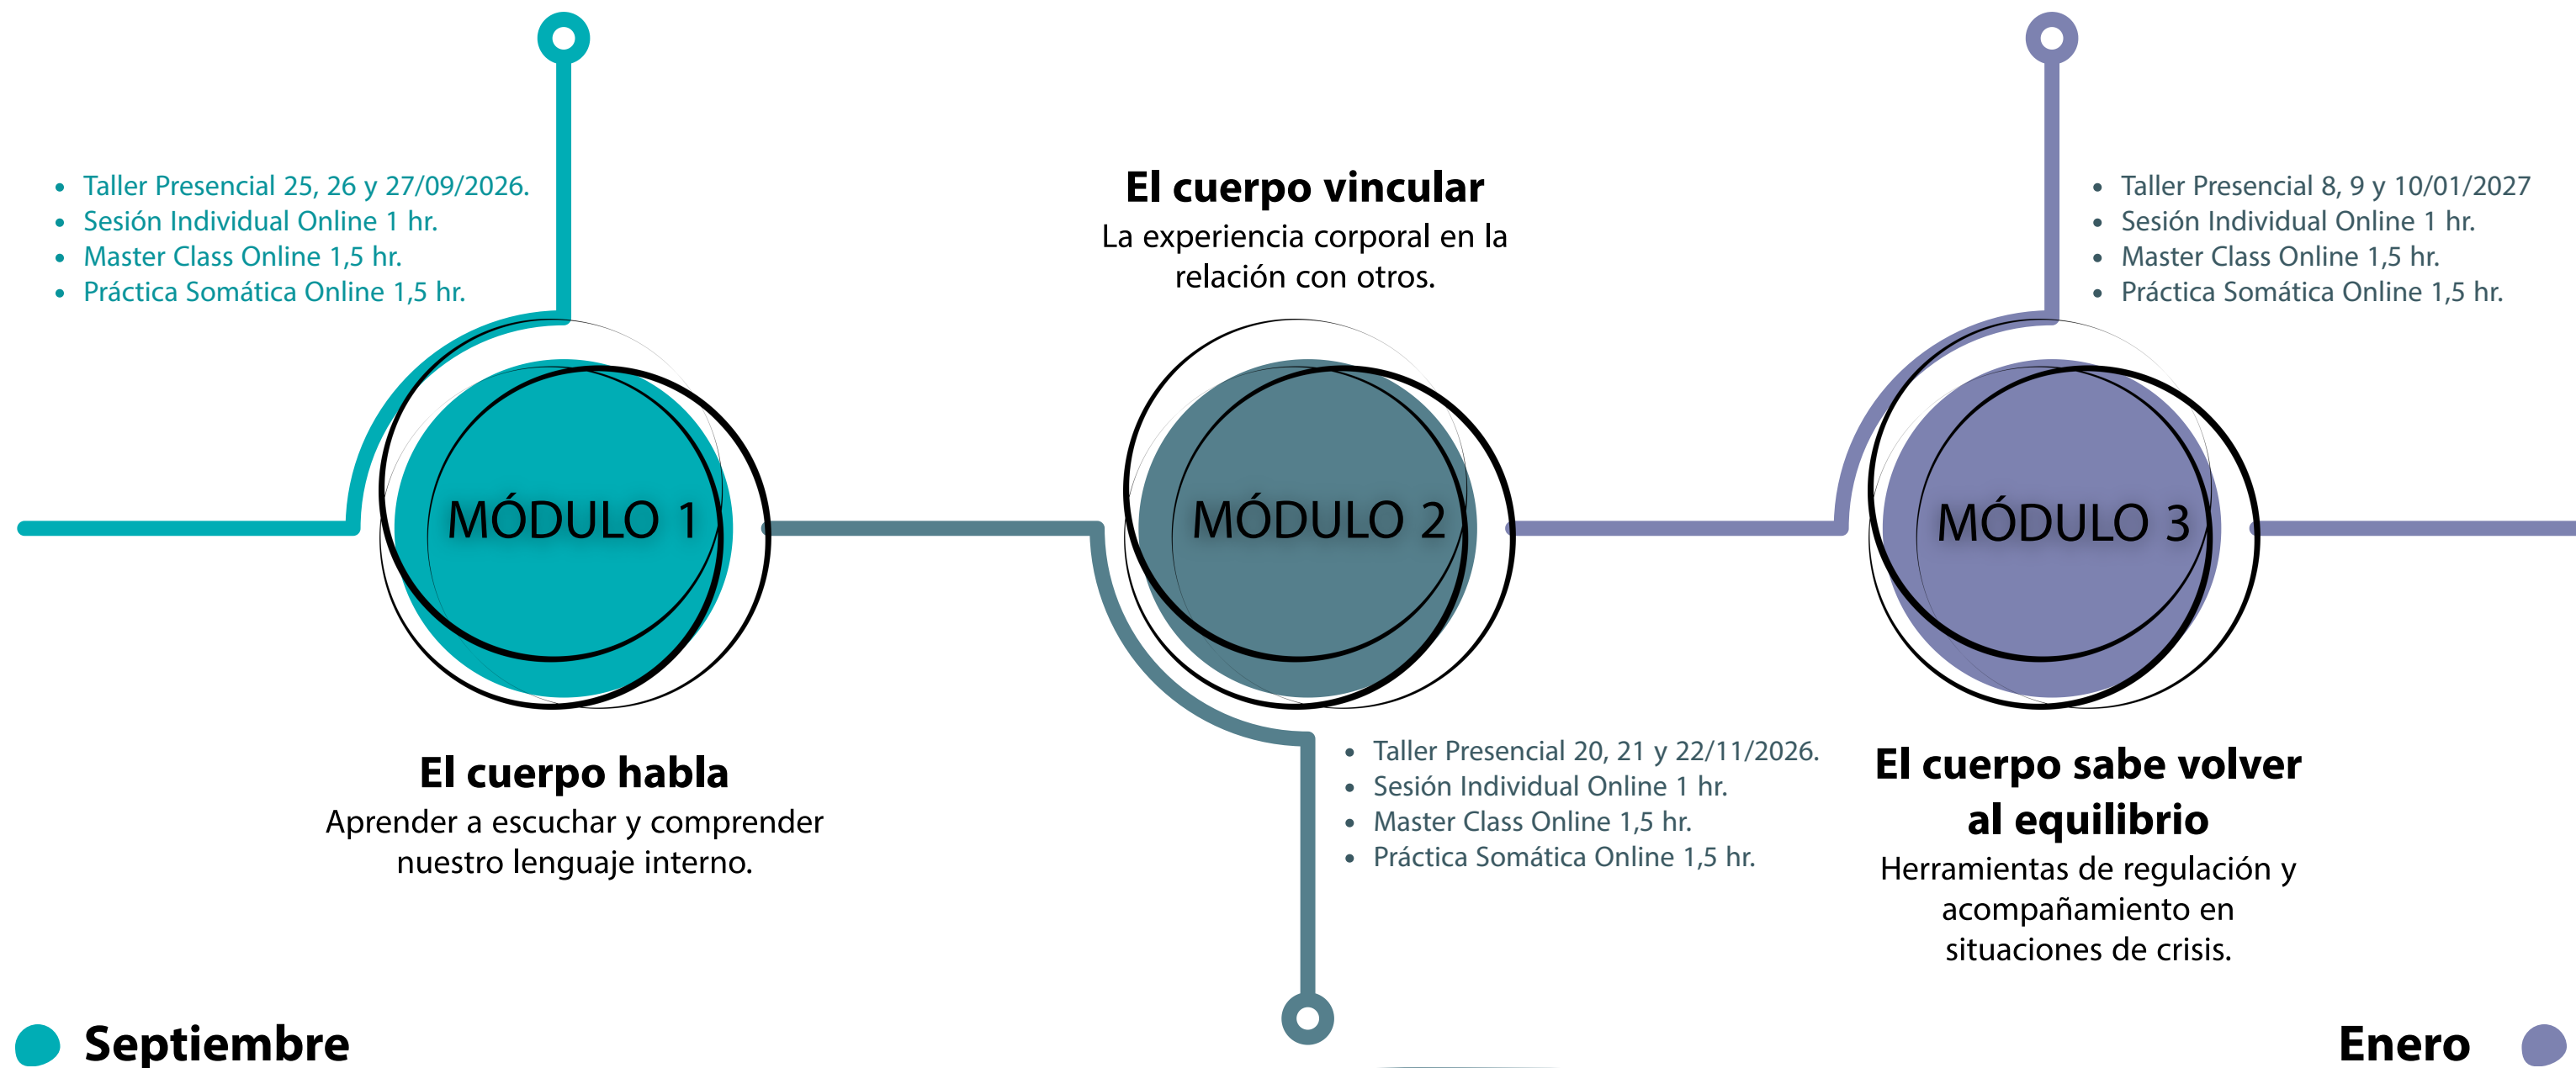 • Taller Presencial 25, 26 y 27/09/2026.
• Sesión Individual Online 1 hr.
• Master Class Online 1,5 hr.
• Práctica Somática Online 1,5 hr.
MÓDULO 1
El cuerpo habla
Aprender a escuchar y comprender
nuestro lenguaje interno.
El cuerpo vincular
La experiencia corporal en la
relación con otros.
MÓDULO 2
• Taller Presencial 20, 21 y 22/11/2026.
• Sesión Individual Online 1 hr.
• Master Class Online 1,5 hr.
• Práctica Somática Online 1,5 hr.
• Taller Presencial 8, 9 y 10/01/2027
• Sesión Individual Online 1 hr.
• Master Class Online 1,5 hr.
• Práctica Somática Online 1,5 hr.
MÓDULO 3
El cuerpo sabe volver
al equilibrio
Herramientas de regulación y
acompañamiento en
situaciones de crisis.
Septiembre
Enero